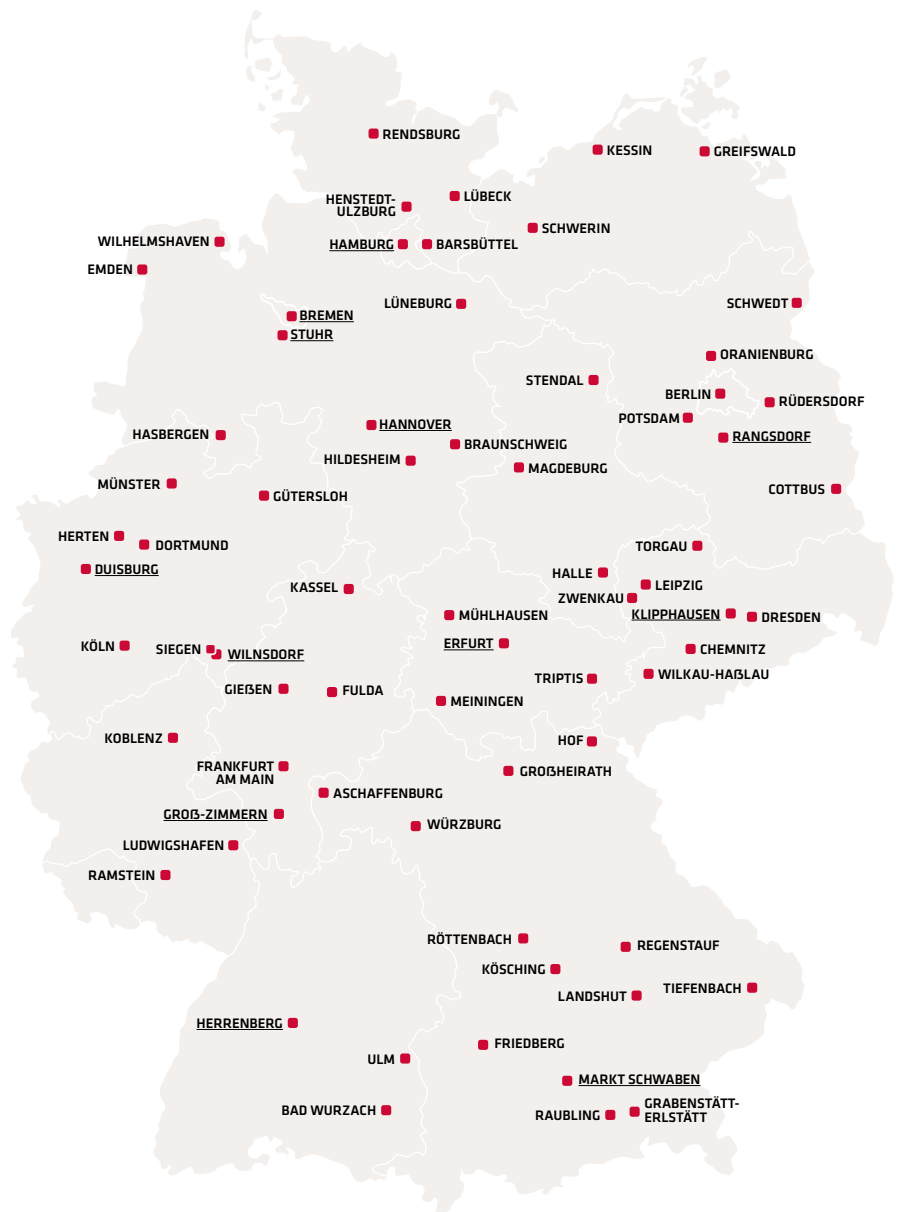 RENDSBURG
KESSIN
GREIFSWALD
LÜBECK
HENSTEDT-
ULZBURG
SCHWERIN
WILHELMSHAVEN
HAMBURG
BARSBÜTTEL
EMDEN
LÜNEBURG
SCHWEDT
BREMEN
STUHR
ORANIENBURG
STENDAL
BERLIN
RÜDERSDORF
POTSDAM
HANNOVER
HASBERGEN
RANGSDORF
BRAUNSCHWEIG
HILDESHEIM
MAGDEBURG
MÜNSTER
COTTBUS
GÜTERSLOH
HERTEN
DORTMUND
TORGAU
DUISBURG
HALLE
LEIPZIG
KASSEL
ZWENKAU
KLIPPHAUSEN
MÜHLHAUSEN
DRESDEN
ERFURT
KÖLN
SIEGEN
CHEMNITZ
WILNSDORF
WILKAU-HAßLAU
TRIPTIS
GIEßEN
FULDA
MEININGEN
KOBLENZ
HOF
FRANKFURT
AM MAIN
GROßHEIRATH
ASCHAFFENBURG
GROß-ZIMMERN
WÜRZBURG
LUDWIGSHAFEN
RAMSTEIN
RÖTTENBACH
REGENSTAUF
KÖSCHING
TIEFENBACH
LANDSHUT
HERRENBERG
FRIEDBERG
ULM
MARKT SCHWABEN
BAD WURZACH
GRABENSTÄTT-
ERLSTÄTT
RAUBLING